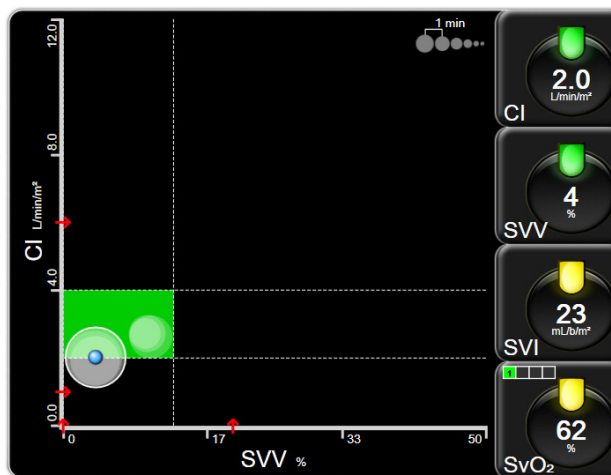 12.0
8.0
4.0
0.0
CI L/min/m²
1 min
0
17
33
50
SVV %
2.0
L/min/m²
CI
4
%
SVV
23
mL/b/m²
SVI
1
62
%
SvO₂